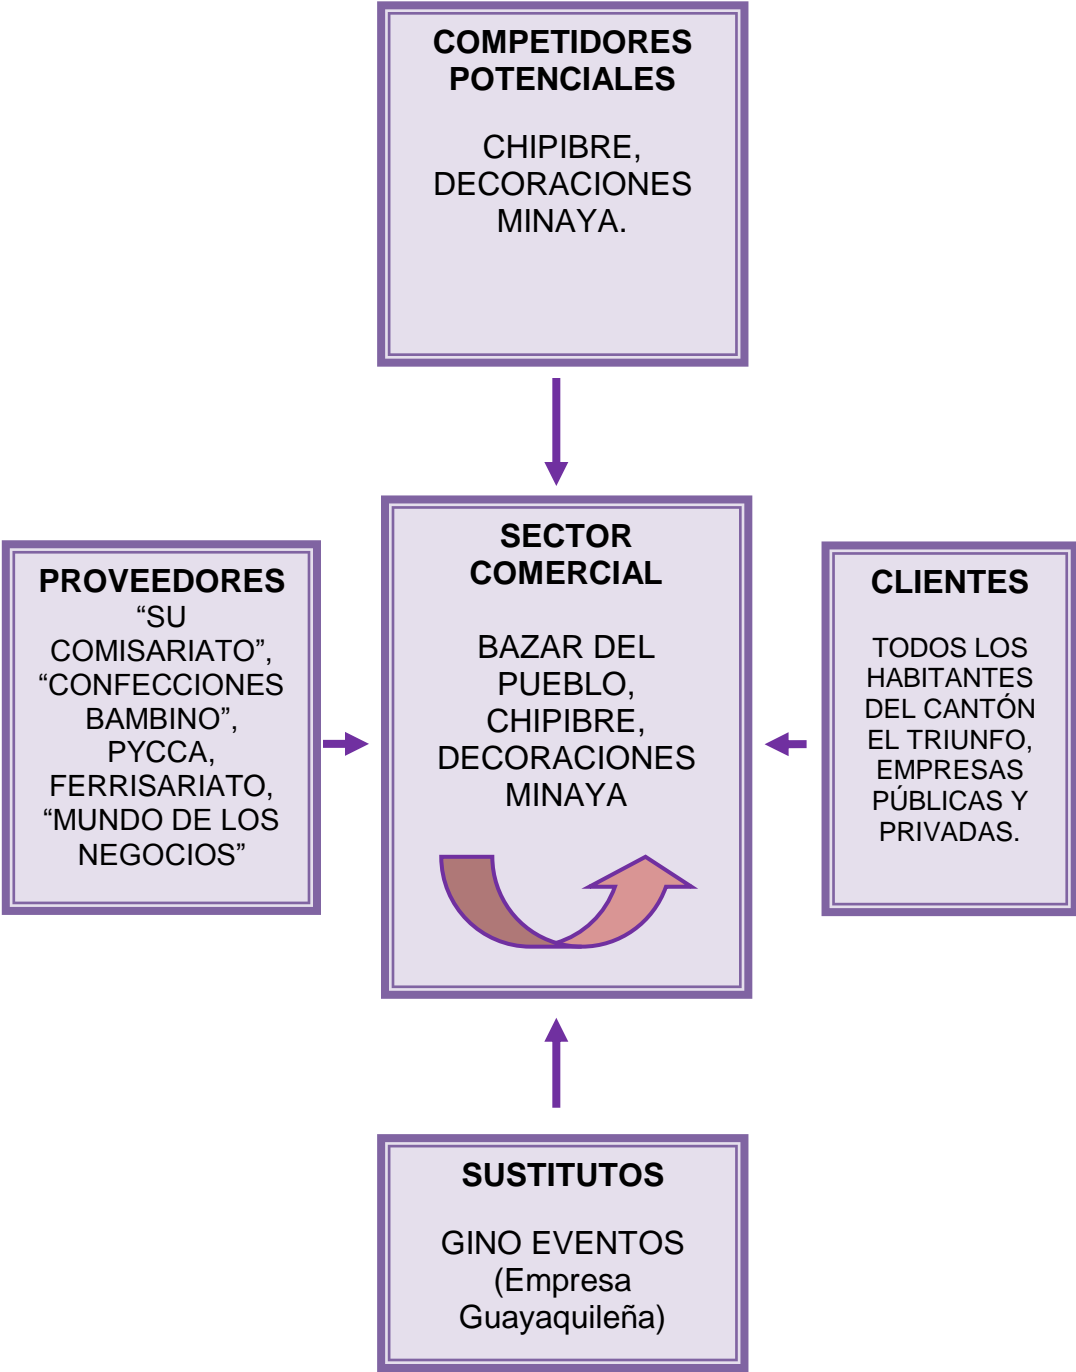 COMPETIDORES
POTENCIALES
CHIPIBRE,
DECORACIONES
MINAYA.
PROVEEDORES
“SU
COMISARIATO”,
“CONFECCIONES
BAMBINO”,
PYCCA,
FERRISARIATO,
“MUNDO DE LOS
NEGOCIOS”
SECTOR
COMERCIAL
BAZAR DEL
PUEBLO,
CHIPIBRE,
DECORACIONES
MINAYA
CLIENTES
TODOS LOS
HABITANTES
DEL CANTÓN
EL TRIUNFO,
EMPRESAS
PÚBLICAS Y
PRIVADAS.
SUSTITUTOS
GINO EVENTOS
(Empresa
Guayaquileña)